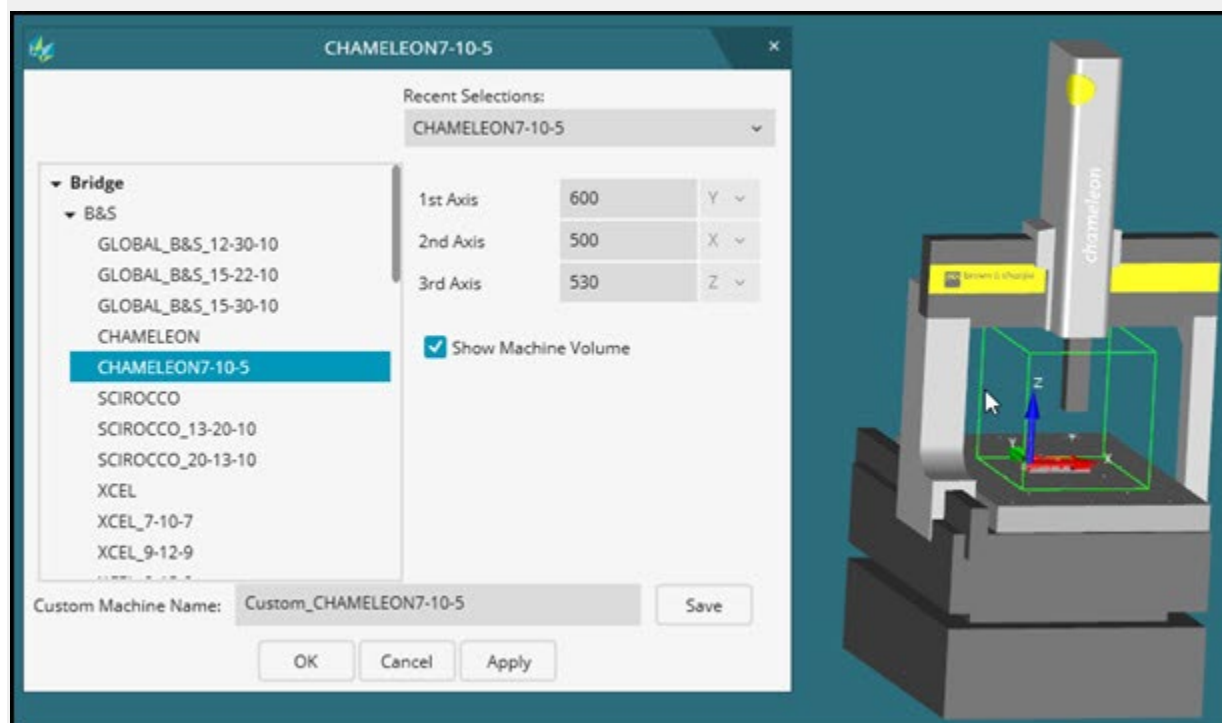 CHAMELEON7-10-5
Recent Selections:
CHAMELEON7-10-5
Bridge
B&S
GLOBAL_B&S_12-30-10
GLOBAL_B&S_15-22-10
GLOBAL_B&S_15-30-10
CHAMELEON
CHAMELEON7-10-5
SCIROCCO
SCIROCCO_13-20-10
SCIROCCO_20-13-10
XCEL
XCEL_7-10-7
XCEL_9-12-9
1st Axis 600 Y
2nd Axis 500 X
3rd Axis 530 Z
Show Machine Volume
Custom Machine Name: Custom_CHAMELEON7-10-5 Save
OK Cancel Apply
chameleon
brown & sharpe
Z
Y
X